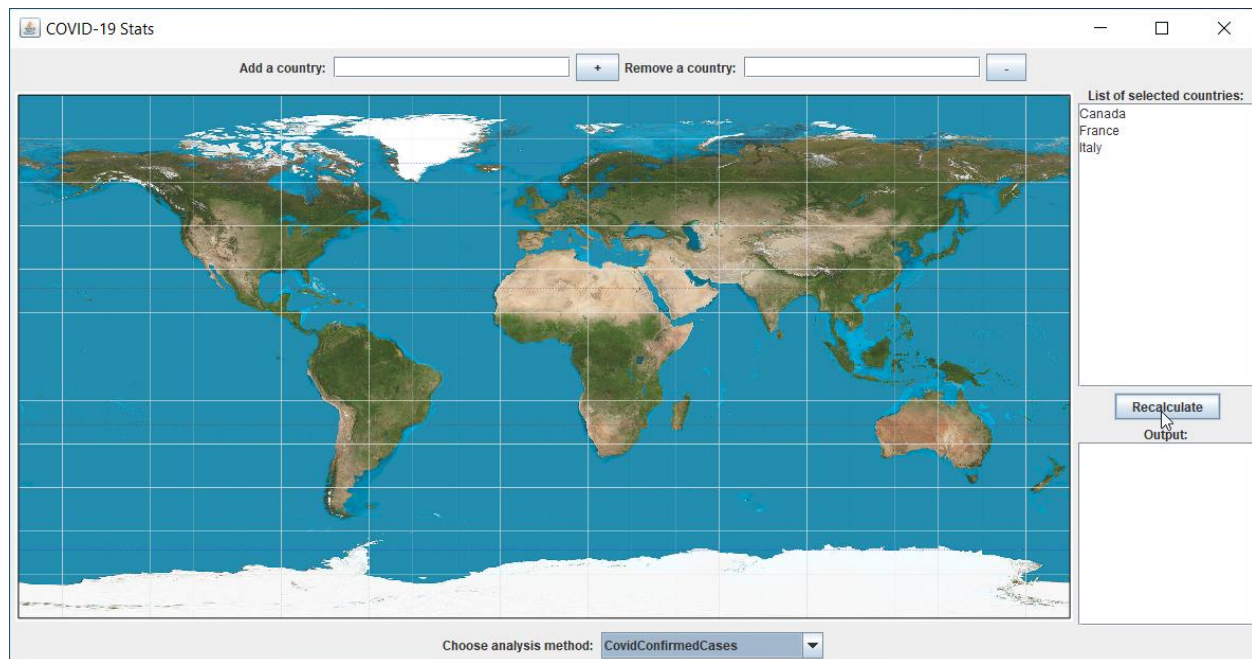 COVID-19 Stats
Add a country: + Remove a country: -
List of selected countries:
Canada
France
Italy
Recalculate
Output:
Choose analysis method: CovidConfirmedCases